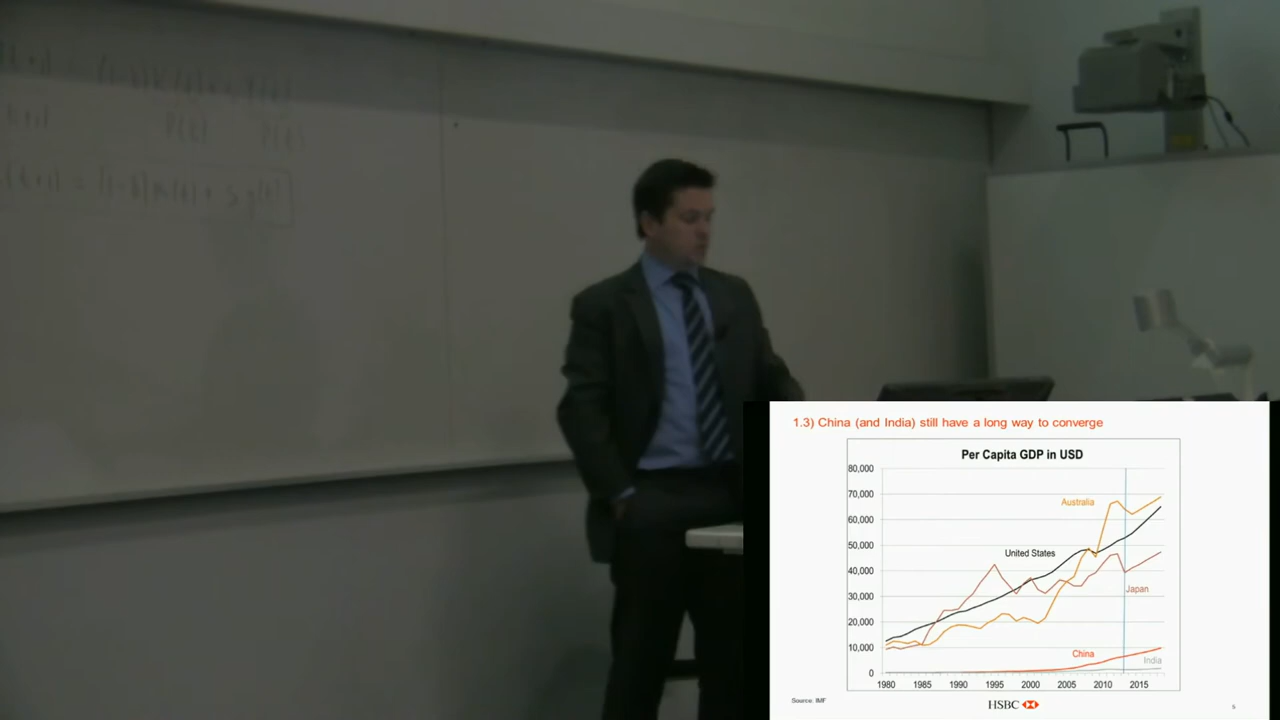 1.3) China (and India) still have a long way to converge
Per Capita GDP in USD
80,000
70,000
60,000
50,000
40,000
30,000
20,000
10,000
0
Australia
United States
Japan
China
India
1980 1985 1990 1995 2000 2005 2010 2015
Source: IMF
HSBC
5